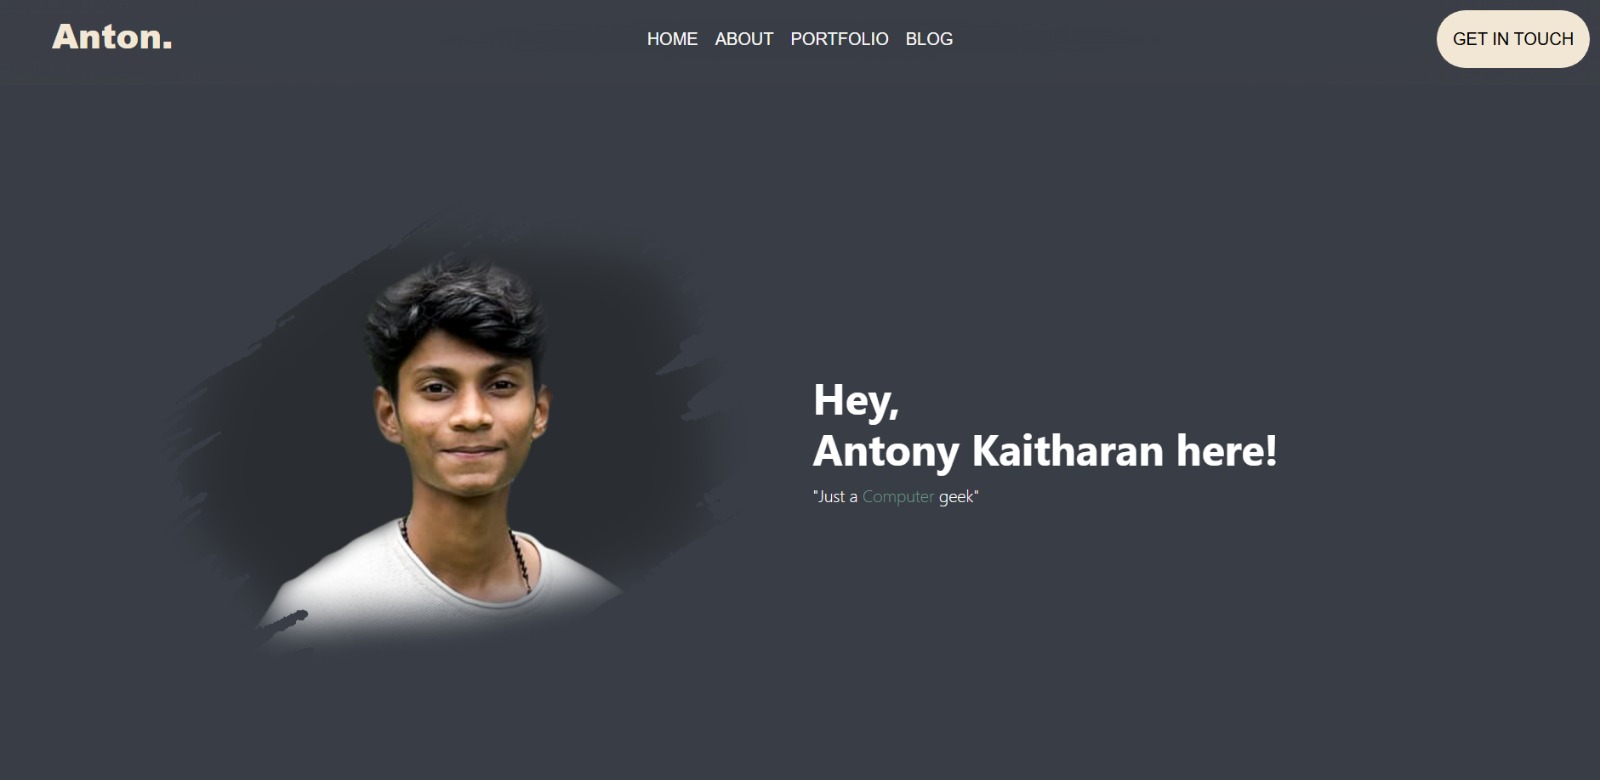 Anton.
HOME ABOUT PORTFOLIO BLOG
GET IN TOUCH
Hey,
Antony Kaitharan here!
"Just a Computer geek"